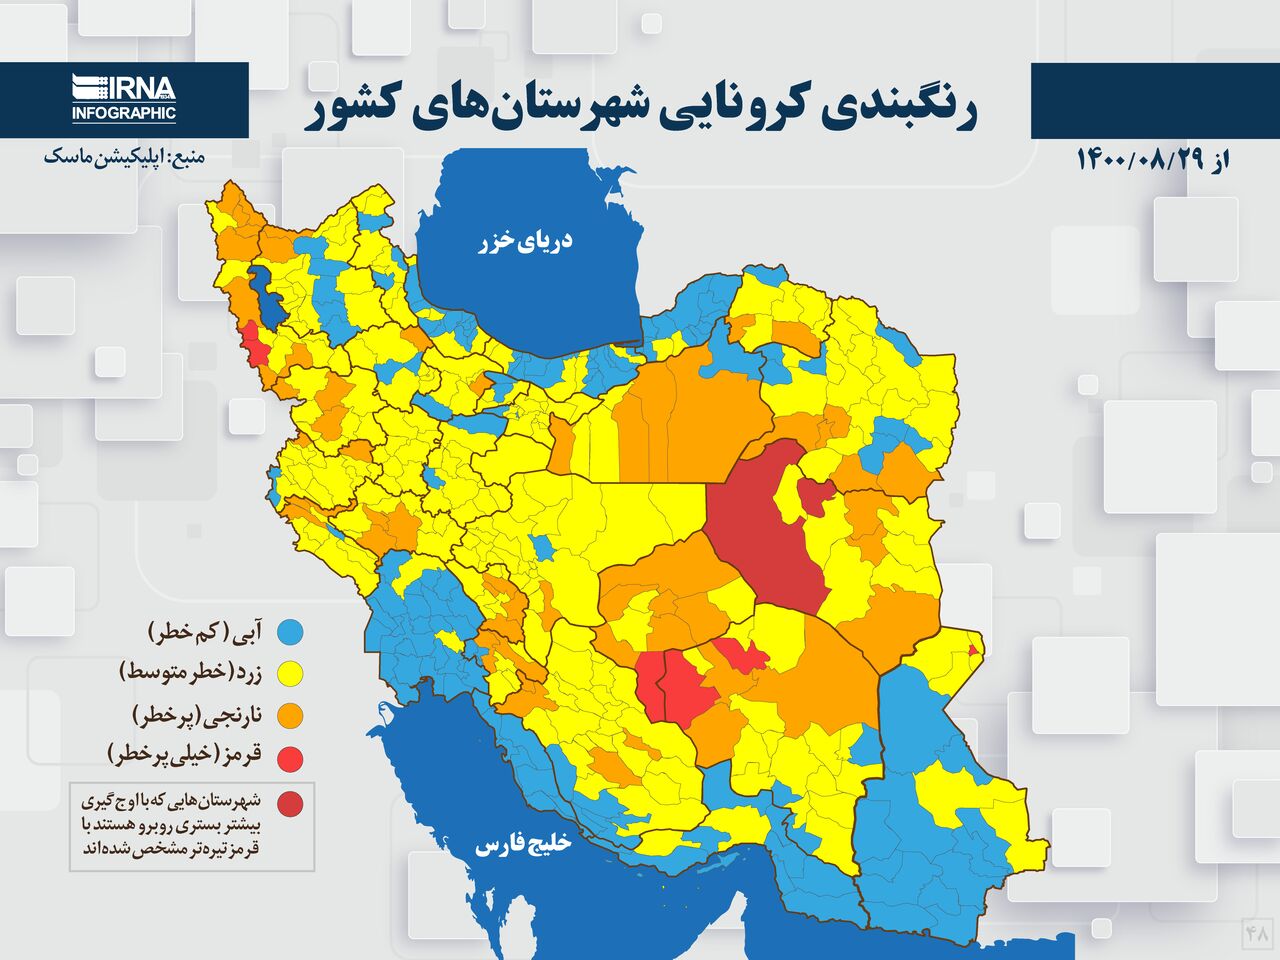 IRNA
INFOGRAPHIC
رنگبندی کرونایی شهرستان‌های کشور
منبع: اپلیکیشن ماسک
از ۱۴۰۰/۰۸/۲۹
دریای خزر
آبی (کم خطر)
زرد (خطر متوسط)
نارنجی (پرخطر)
قرمز (خیلی پرخطر)
شهرستان‌هایی که با اوج گیری
بیشتر بستری روبرو هستند با
قرمز تیره‌تر مشخص شده‌اند
خلیج فارس
۴۸